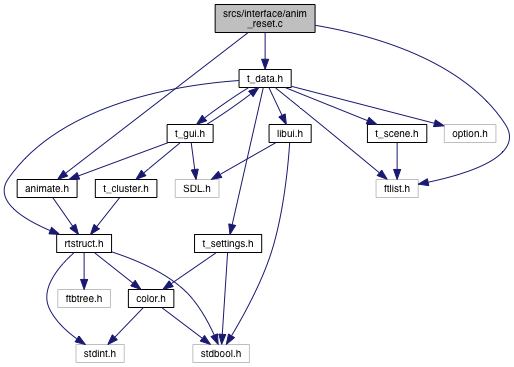 srcs/interface/anim
_reset.c
t_data.h
t_gui.h
libui.h
t_scene.h
option.h
animate.h
t_cluster.h
SDL.h
ftlist.h
rtstruct.h
t_settings.h
ftbtree.h
color.h
stdint.h
stdbool.h